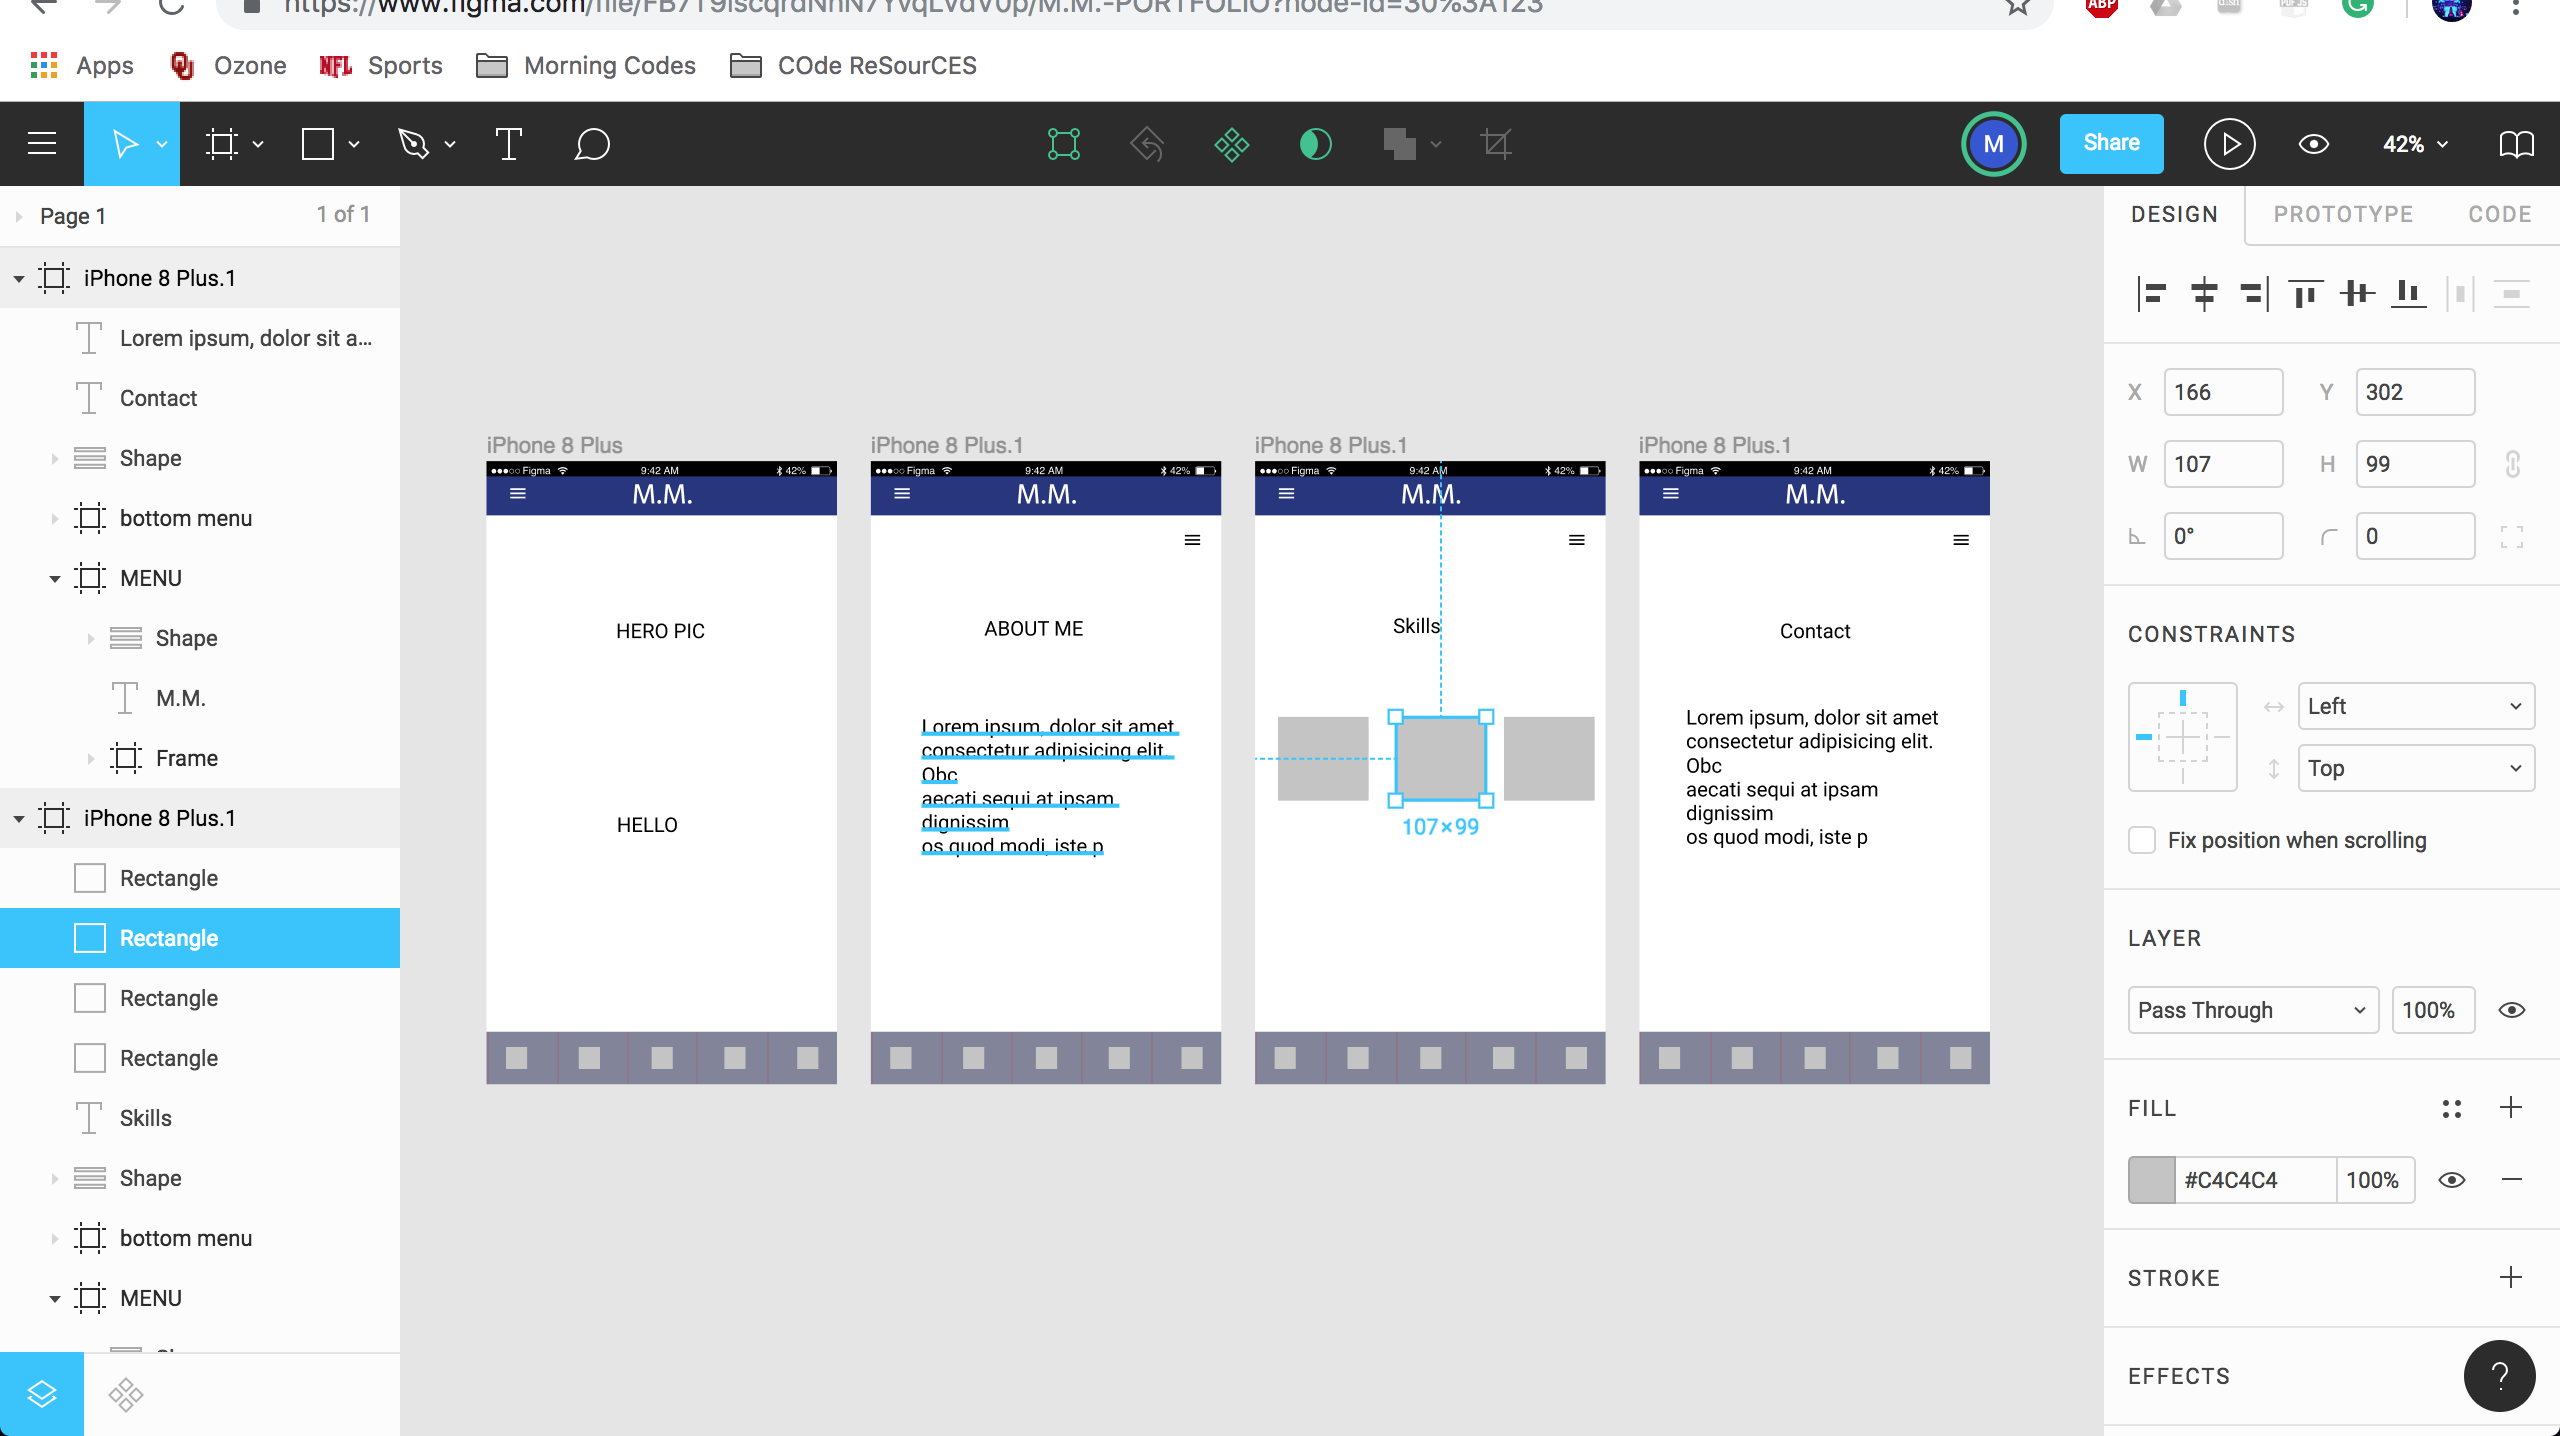 https://www.figma.com/file/FB7T9iscqrdNnN7YvqLVdV0p/M.M.-PORTFOLIO?node-id=30%3A123
ABP
Apps
Ozone
NFL
Sports
Morning Codes
COde ReSourCES
M
Share
42%
Page 1
1 of 1
iPhone 8 Plus.1
Lorem ipsum, dolor sit a...
Contact
Shape
bottom menu
MENU
Shape
M.M.
Frame
iPhone 8 Plus.1
Rectangle
Rectangle
Rectangle
Rectangle
Skills
Shape
bottom menu
MENU
iPhone 8 Plus
Figma
9:42 AM
42%
M.M.
HERO PIC
HELLO
iPhone 8 Plus.1
Figma
9:42 AM
42%
M.M.
ABOUT ME
Lorem ipsum, dolor sit amet
consectetur adipisicing elit.
Obc
aecati sequi at ipsam
dignissim
os quod modi, iste p
iPhone 8 Plus.1
Figma
9:42 AM
42%
M.M.
Skills
107×99
iPhone 8 Plus.1
Figma
9:42 AM
42%
M.M.
Contact
Lorem ipsum, dolor sit amet
consectetur adipisicing elit.
Obc
aecati sequi at ipsam
dignissim
os quod modi, iste p
DESIGN
PROTOTYPE
CODE
X 166
Y 302
W 107
H 99
0°
0
CONSTRAINTS
Left
Top
Fix position when scrolling
LAYER
Pass Through
100%
FILL
#C4C4C4
100%
STROKE
EFFECTS
?